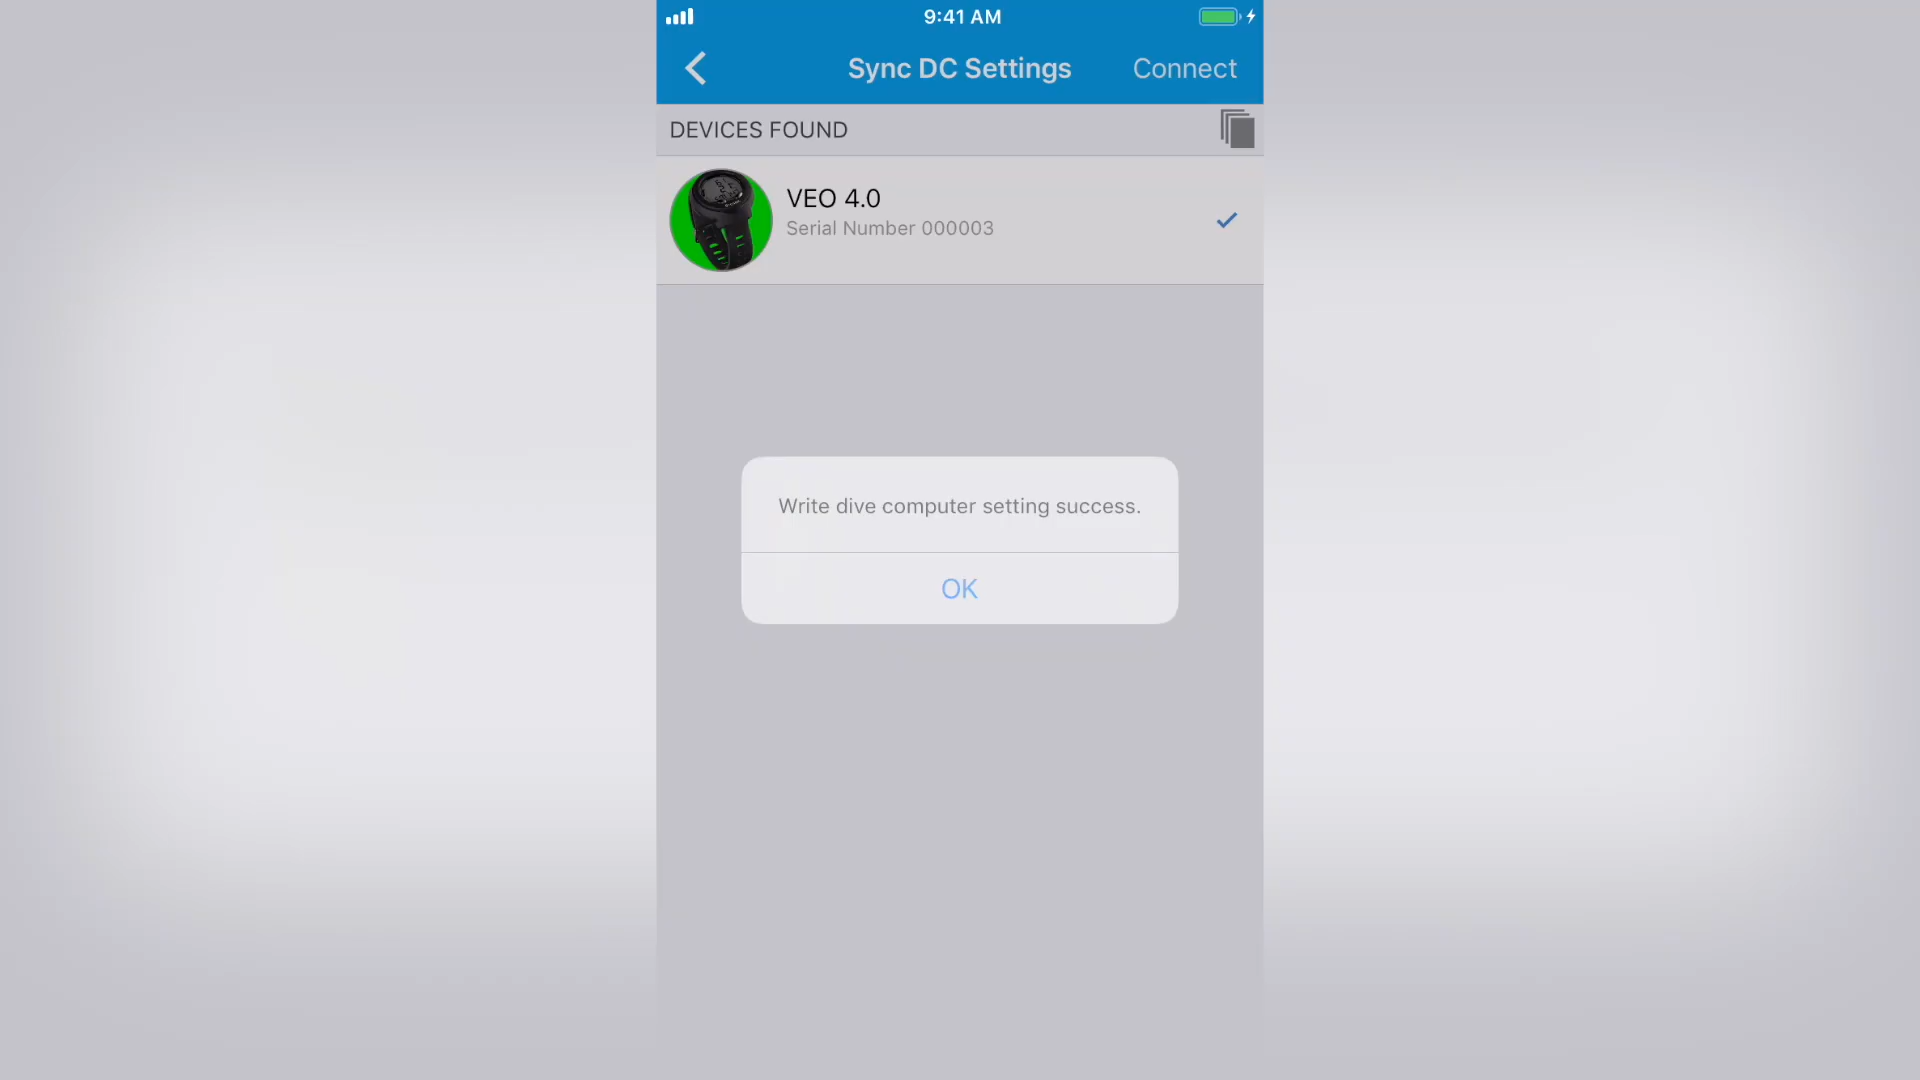 9:41 AM
Sync DC Settings
Connect
DEVICES FOUND
VEO 4.0
Serial Number 000003
Write dive computer setting success.
OK